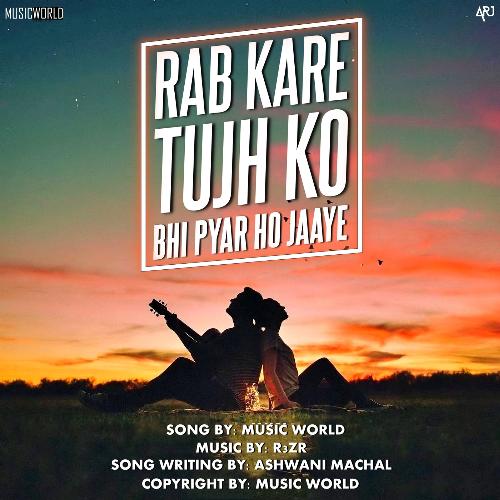 MUSICWORLD
ARJ
RAB KARE
TUJH KO
BHI PYAR HO JAAYE
SONG BY: MUSIC WORLD
MUSIC BY: R3ZR
SONG WRITING BY: ASHWANI MACHAL
COPYRIGHT BY: MUSIC WORLD